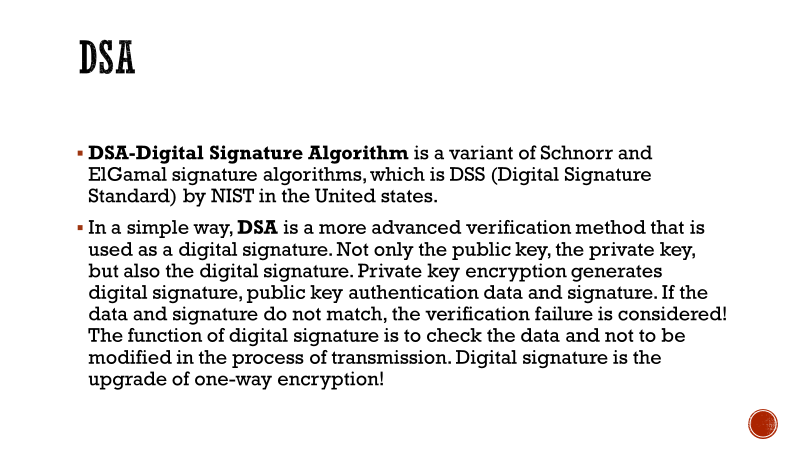 DSA
▪ DSA-Digital Signature Algorithm is a variant of Schnorr and
ElGamal signature algorithms, which is DSS (Digital Signature
Standard) by NIST in the United states.
▪ In a simple way, DSA is a more advanced verification method that is
used as a digital signature. Not only the public key, the private key,
but also the digital signature. Private key encryption generates
digital signature, public key authentication data and signature. If the
data and signature do not match, the verification failure is considered!
The function of digital signature is to check the data and not to be
modified in the process of transmission. Digital signature is the
upgrade of one-way encryption!